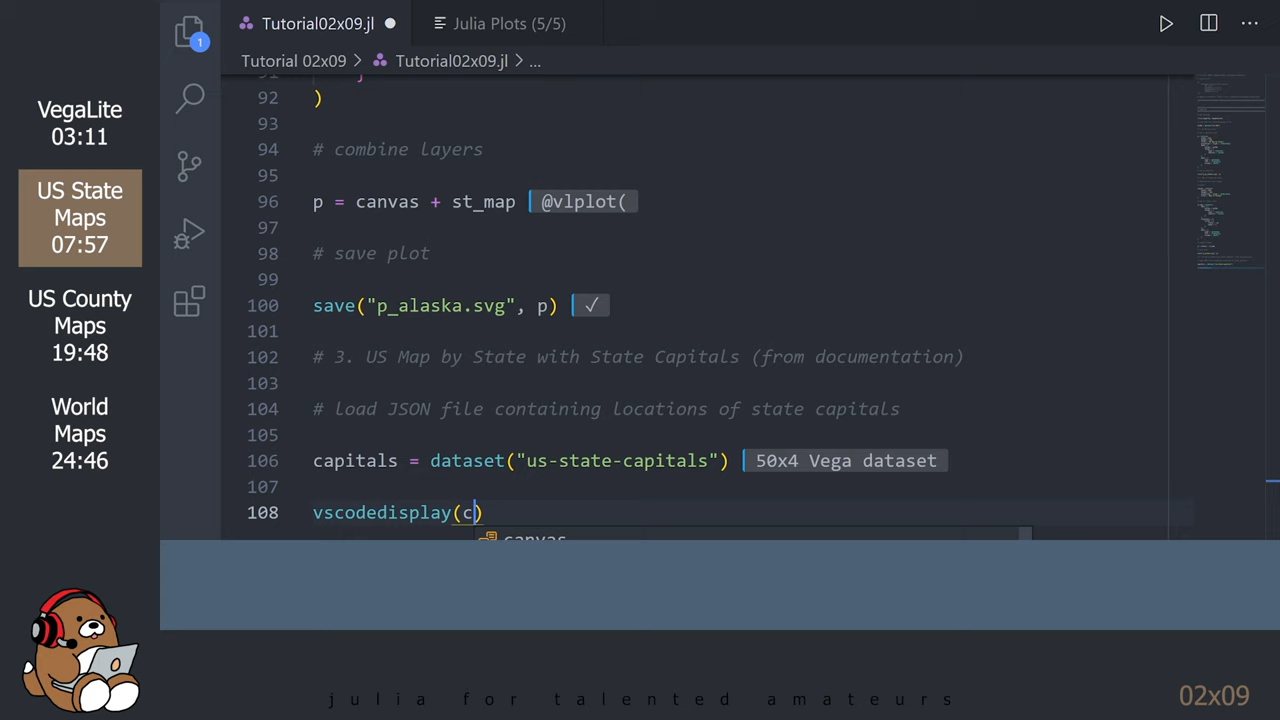 Tutorial02x09.jl
Julia Plots (5/5)
1
Tutorial 02x09 > Tutorial02x09.jl > ...
VegaLite
03:11
US State
Maps
07:57
US County
Maps
19:48
World
Maps
24:46
92 )
93
94 # combine layers
95
96 p = canvas + st_map @vlplot(
97
98 # save plot
99
100 save("p_alaska.svg", p) ✓
101
102 # 3. US Map by State with State Capitals (from documentation)
103
104 # load JSON file containing locations of state capitals
105
106 capitals = dataset("us-state-capitals") 50x4 Vega dataset
107
108 vscodedisplay(c)
canvas
julia for talented amateurs
02x09